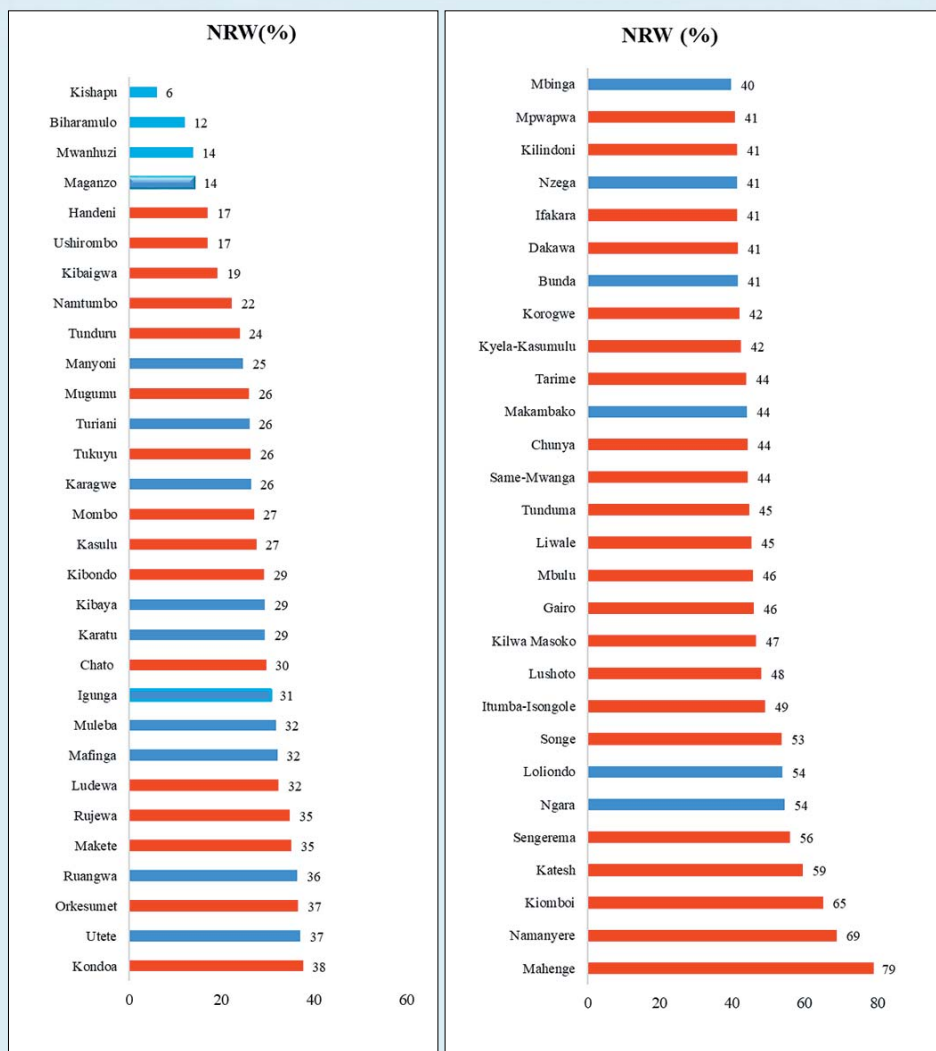 NRW(%)
Kishapu 6
Biharamulo 12
Mwanhuzi 14
Maganzo 14
Handeni 17
Ushirombo 17
Kibaigwa 19
Namtumbo 22
Tunduru 24
Manyoni 25
Mugumu 26
Turiani 26
Tukuyu 26
Karagwe 26
Mombo 27
Kasulu 27
Kibondo 29
Kibaya 29
Karatu 29
Chato 30
Igunga 31
Muleba 32
Mafinga 32
Ludewa 32
Rujewa 35
Makete 35
Ruangwa 36
Orkesumet 37
Utete 37
Kondoa 38
0 20 40 60
NRW (%)
Mbinga 40
Mpwapwa 41
Kilindoni 41
Nzega 41
Ifakara 41
Dakawa 41
Bunda 41
Korogwe 42
Kyela-Kasumulu 42
Tarime 44
Makambako 44
Chunya 44
Same-Mwanga 44
Tunduma 45
Liwale 45
Mbulu 46
Gairo 46
Kilwa Masoko 47
Lushoto 48
Itumba-Isongole 49
Songe 53
Loliondo 54
Ngara 54
Sengerema 56
Katesh 59
Kiomboi 65
Namanyere 69
Mahenge 79
0 20 40 60 80